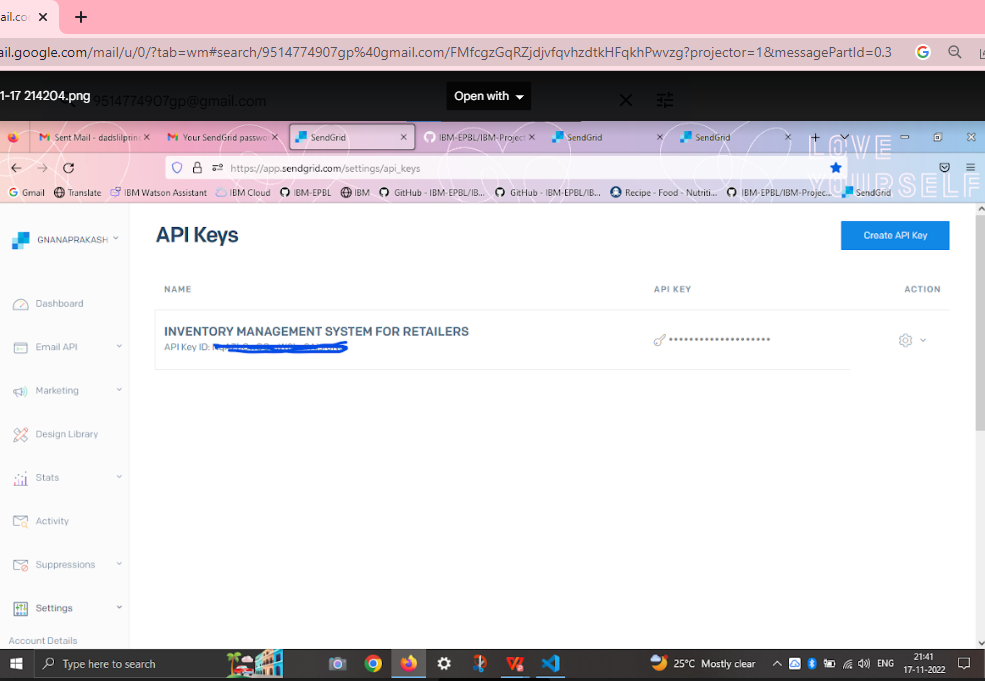 ail.co
ail.google.com/mail/u/0/?tab=wm#search/9514774907gp%40gmail.com/FMfcgzGqRZjdjvfqvhzdtkHFqkhPwvzg?projector=1&messagePartId=0.3
1-17 214204.png
9514774907gp@gmail.com
Open with
Sent Mail - dadslilprin
Your SendGrid passwo
SendGrid
IBM-EPBL/IBM-Project
SendGrid
SendGrid
LOVE
YOURSELF
https://app.sendgrid.com/settings/api_keys
Gmail
Translate
IBM Watson Assistant
IBM Cloud
IBM-EPBL
IBM
GitHub - IBM-EPBL/IB...
GitHub - IBM-EPBL/IB...
Recipe - Food - Nutriti...
IBM-EPBL/IBM-Projec...
SendGrid
GNANAPRAKASH
API Keys
Create API Key
NAME
API KEY
ACTION
INVENTORY MANAGEMENT SYSTEM FOR RETAILERS
API Key ID:
••••••••••••••••••••
Dashboard
Email API
Marketing
Design Library
Stats
Activity
Suppressions
Settings
Account Details
Type here to search
25°C Mostly clear
ENG
21:41
17-11-2022